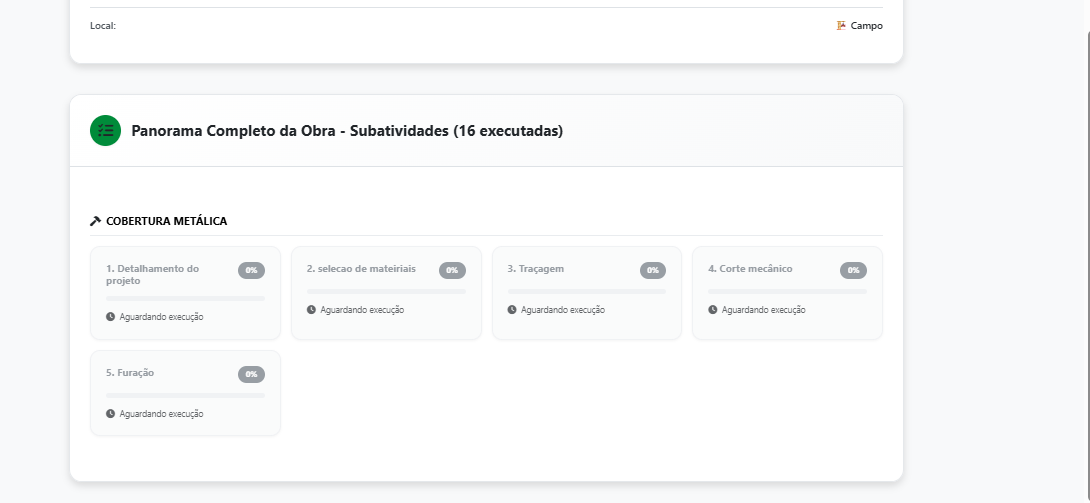 Local:
Campo
Panorama Completo da Obra - Subatividades (16 executadas)
COBERTURA METÁLICA
1. Detalhamento do
projeto
0%
Aguardando execução
2. selecao de mateiriais
0%
Aguardando execução
3. Traçagem
0%
Aguardando execução
4. Corte mecânico
0%
Aguardando execução
5. Furação
0%
Aguardando execução